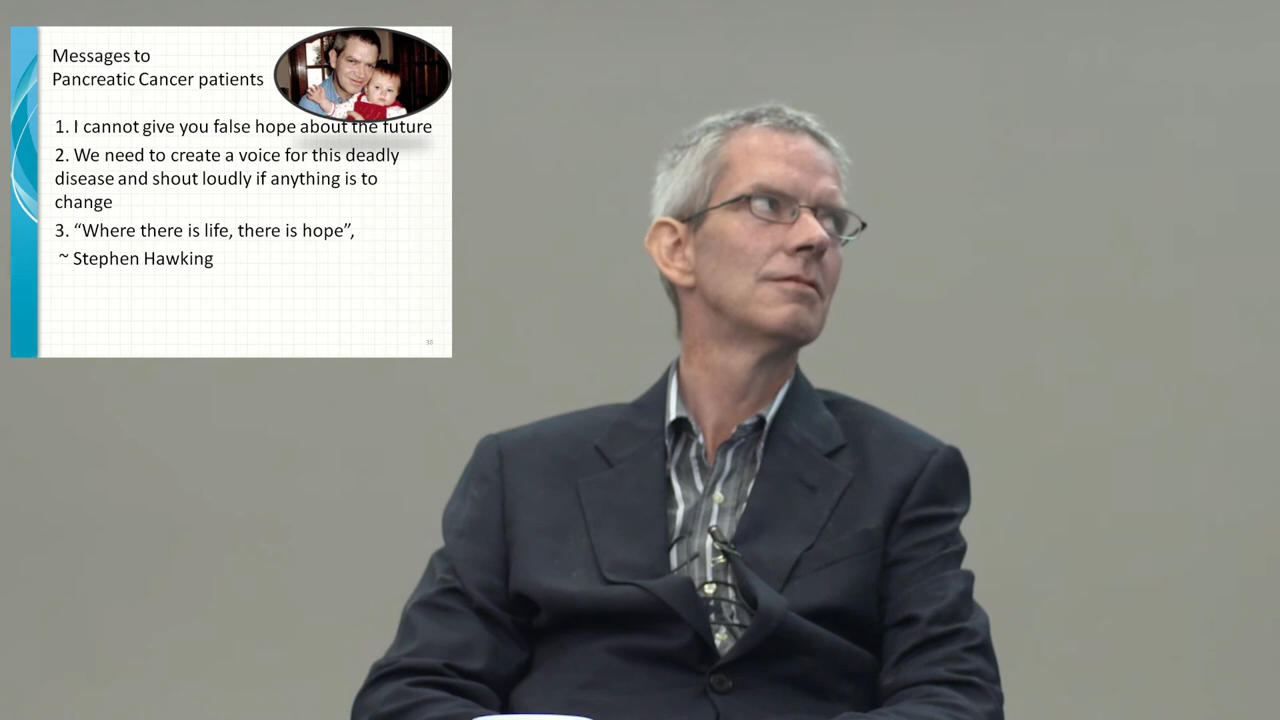 Messages to
Pancreatic Cancer patients
1. I cannot give you false hope about the future
2. We need to create a voice for this deadly
disease and shout loudly if anything is to
change
3. “Where there is life, there is hope”,
~ Stephen Hawking
38